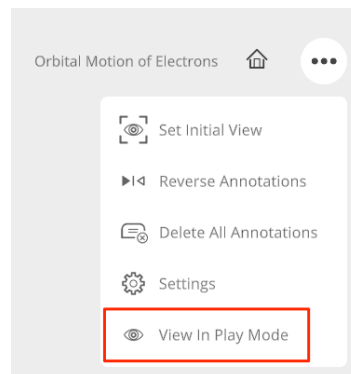 Orbital Motion of Electrons
Set Initial View
Reverse Annotations
Delete All Annotations
Settings
View In Play Mode